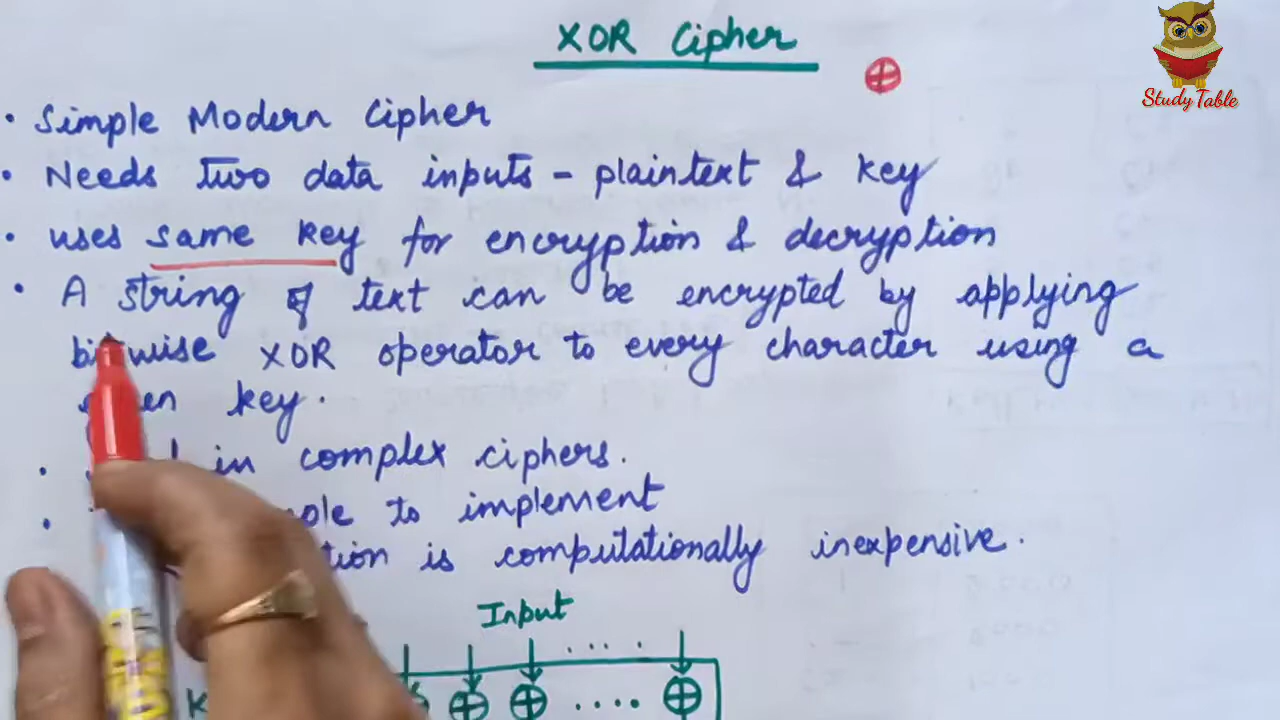 XOR Cipher
⊕
Study Table
• Simple Modern Cipher
• Needs two data inputs - plaintext & key
• uses same key for encryption & decryption
• A string of text can be encrypted by applying
bitwise XOR operator to every character using a
key.
• in complex ciphers.
• to implement
is computationally inexpensive.
Input
....
⊕ ⊕ .... ⊕
K